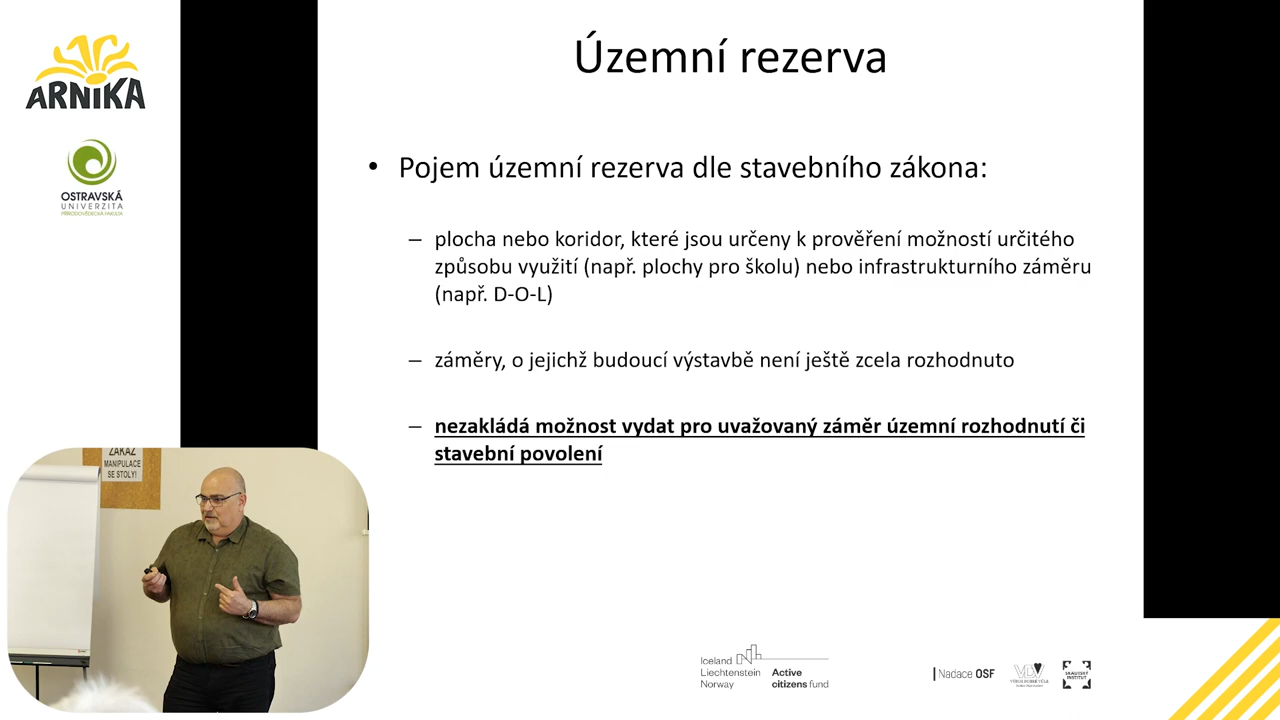 ARNIKA
OSTRAVSKÁ
UNIVERZITA
PŘÍRODOVĚDECKÁ FAKULTA
Územní rezerva
• Pojem územní rezerva dle stavebního zákona:
– plocha nebo koridor, které jsou určeny k prověření možností určitého
způsobu využití (např. plochy pro školu) nebo infrastrukturního záměru
(např. D-O-L)
– záměry, o jejichž budoucí výstavbě není ještě zcela rozhodnuto
– nezakládá možnost vydat pro uvažovaný záměr územní rozhodnutí či
stavební povolení
ZÁKAZ
MANIPULACE
SE STOLY!
Iceland
Liechtenstein
Norway
Active
citizens fund
Nadace OSF
SKAUTSKÝ
INSTITUT